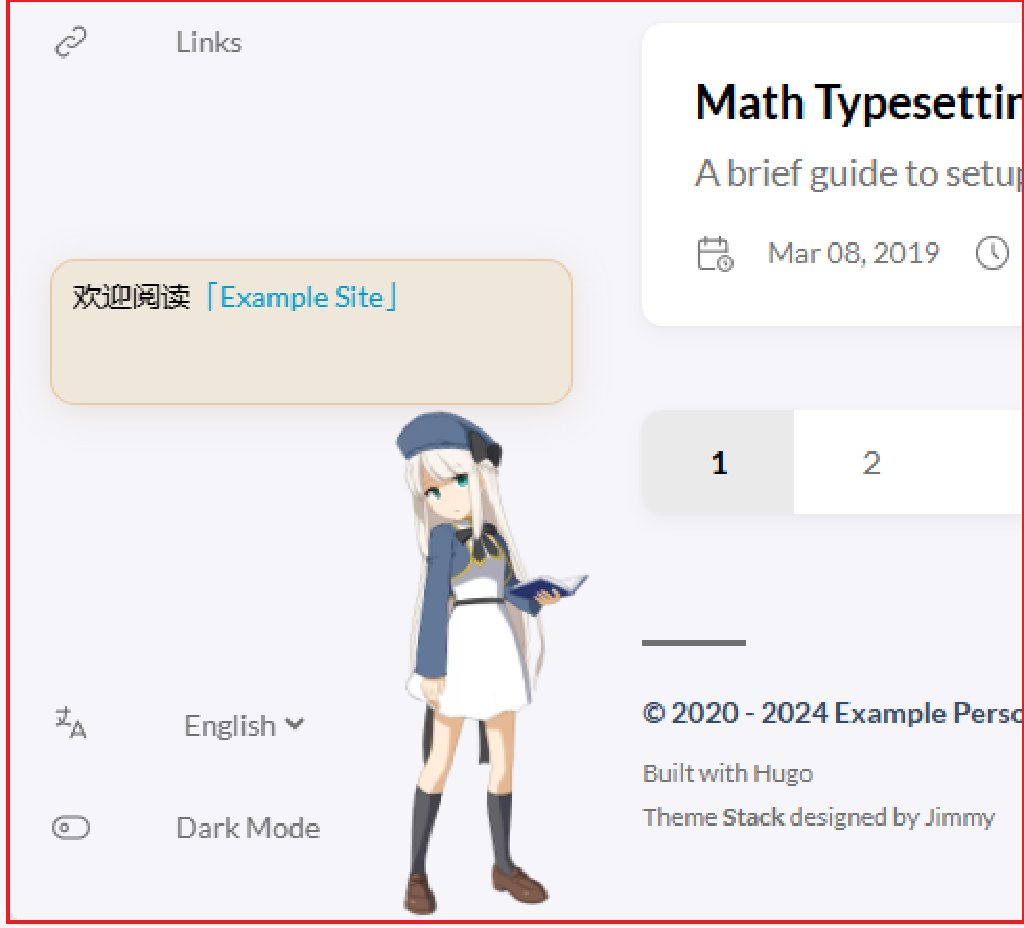 Links
欢迎阅读「Example Site」
English
Dark Mode
Math Typesettin
A brief guide to setup
Mar 08, 2019
1
2
© 2020 - 2024 Example Perso
Built with Hugo
Theme Stack designed by Jimmy